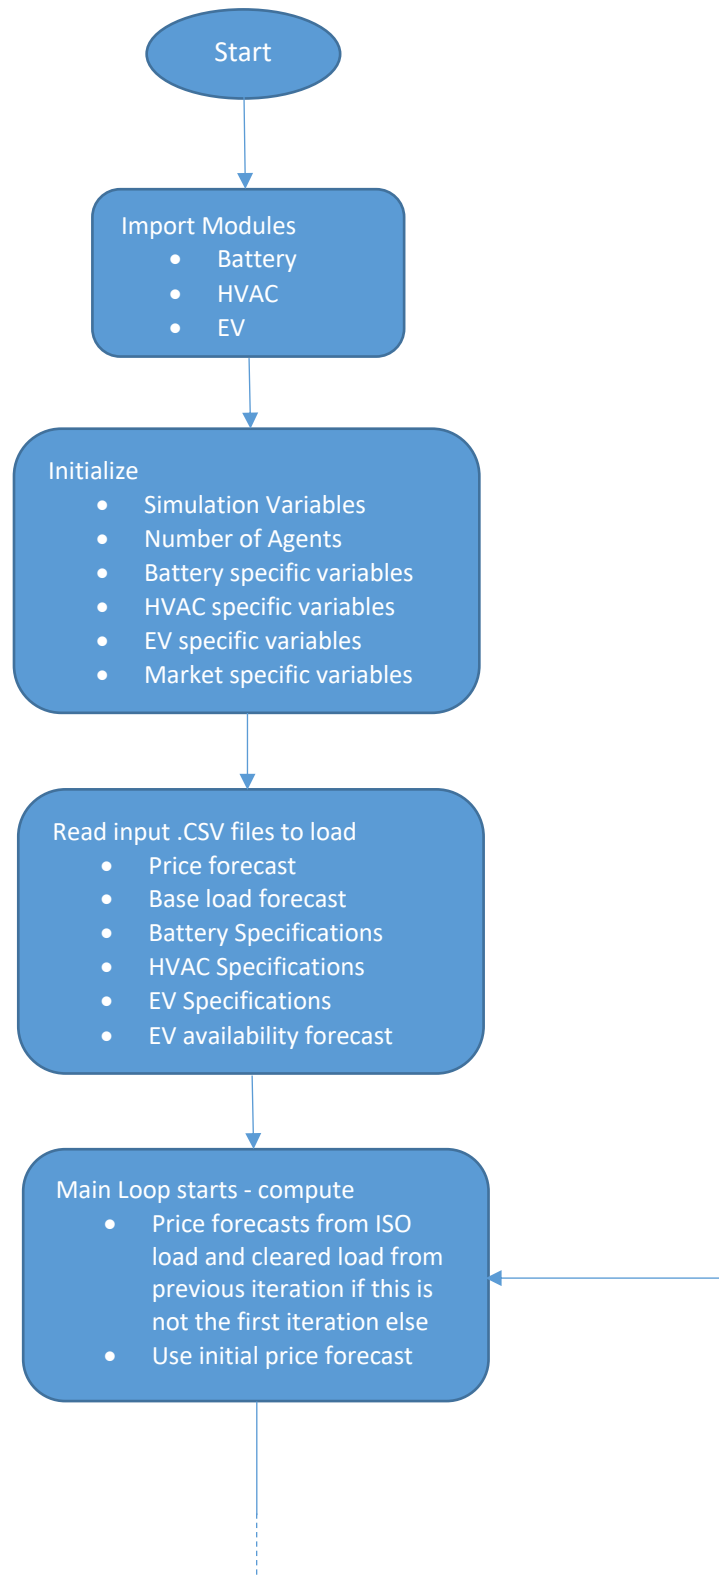 Start
Import Modules
• Battery
• HVAC
• EV
Initialize
• Simulation Variables
• Number of Agents
• Battery specific variables
• HVAC specific variables
• EV specific variables
• Market specific variables
Read input .CSV files to load
• Price forecast
• Base load forecast
• Battery Specifications
• HVAC Specifications
• EV Specifications
• EV availability forecast
Main Loop starts - compute
• Price forecasts from ISO
load and cleared load from
previous iteration if this is
not the first iteration else
• Use initial price forecast